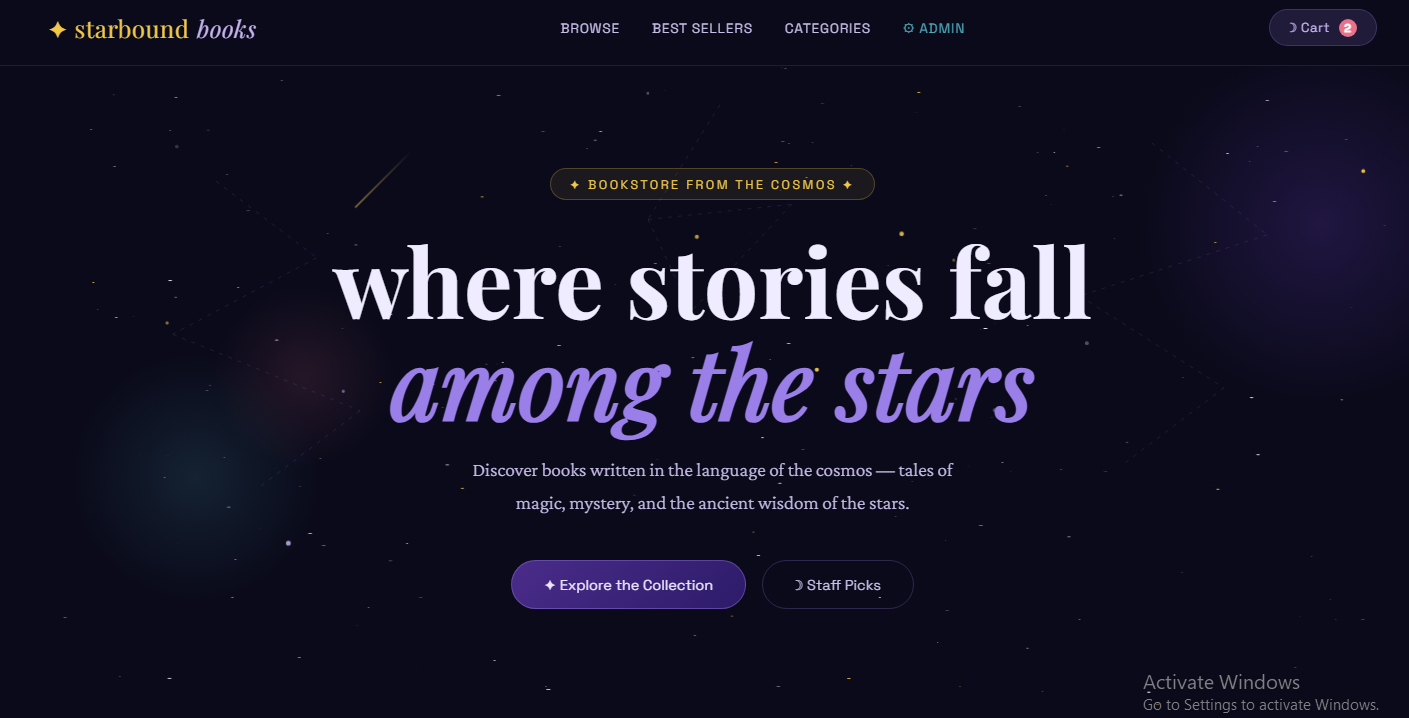 ✦ starbound books
BROWSE BEST SELLERS CATEGORIES ⚙ ADMIN
☽ Cart 2
✦ BOOKSTORE FROM THE COSMOS ✦
where stories fall
among the stars
Discover books written in the language of the cosmos — tales of
magic, mystery, and the ancient wisdom of the stars.
✦ Explore the Collection
☽ Staff Picks
Activate Windows
Go to Settings to activate Windows.